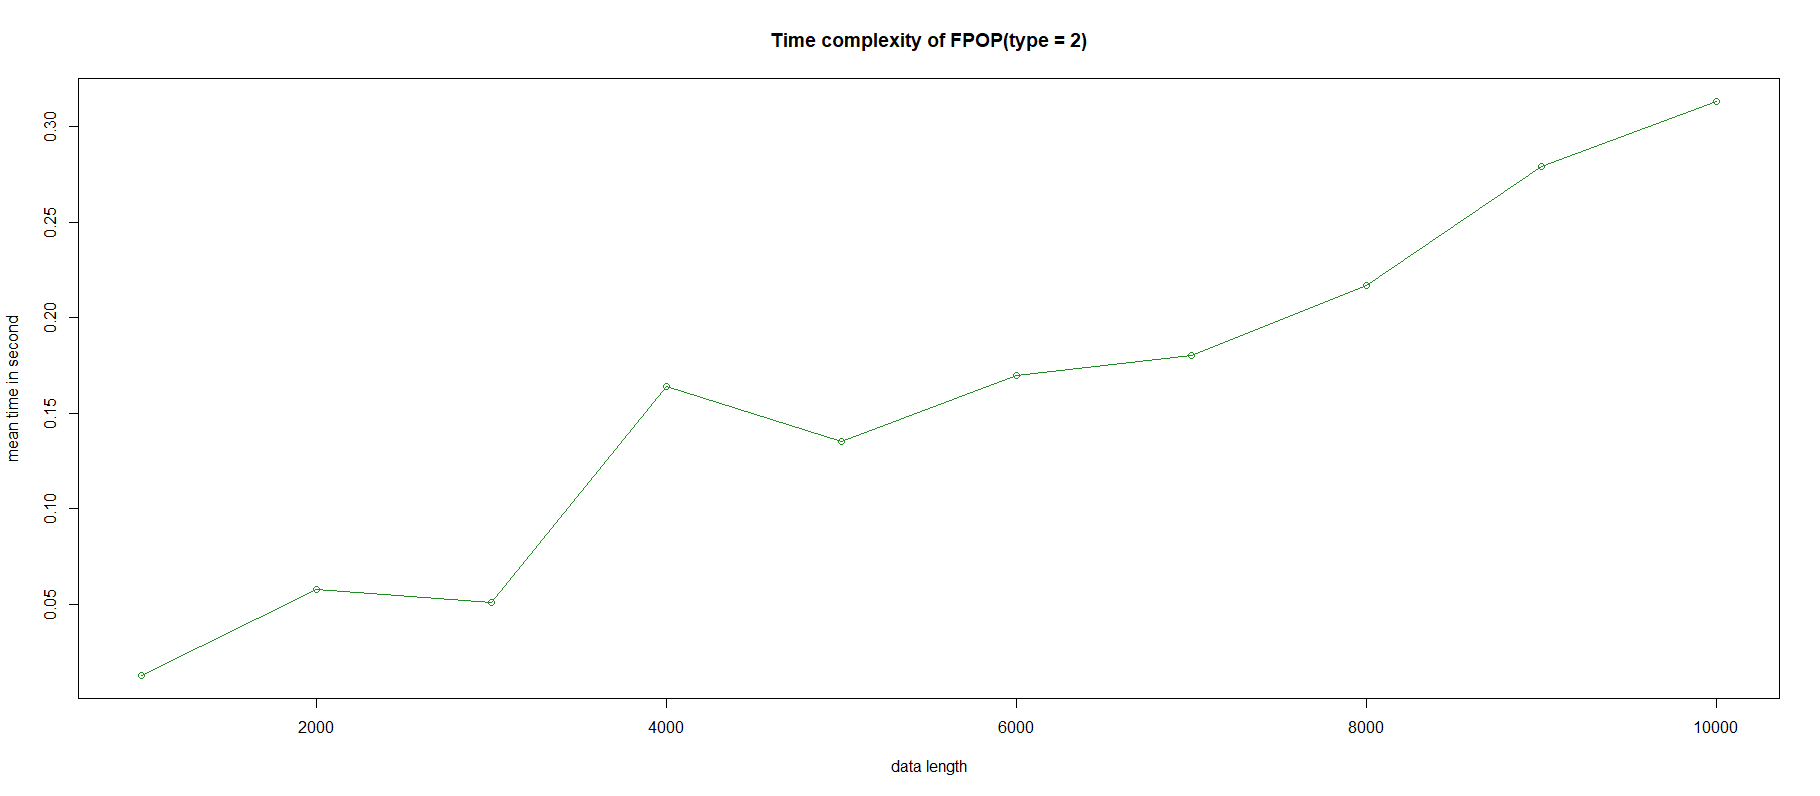 Time complexity of FPOP(type = 2)
mean time in second
0.30
0.25
0.20
0.15
0.10
0.05
2000 4000 6000 8000 10000
data length